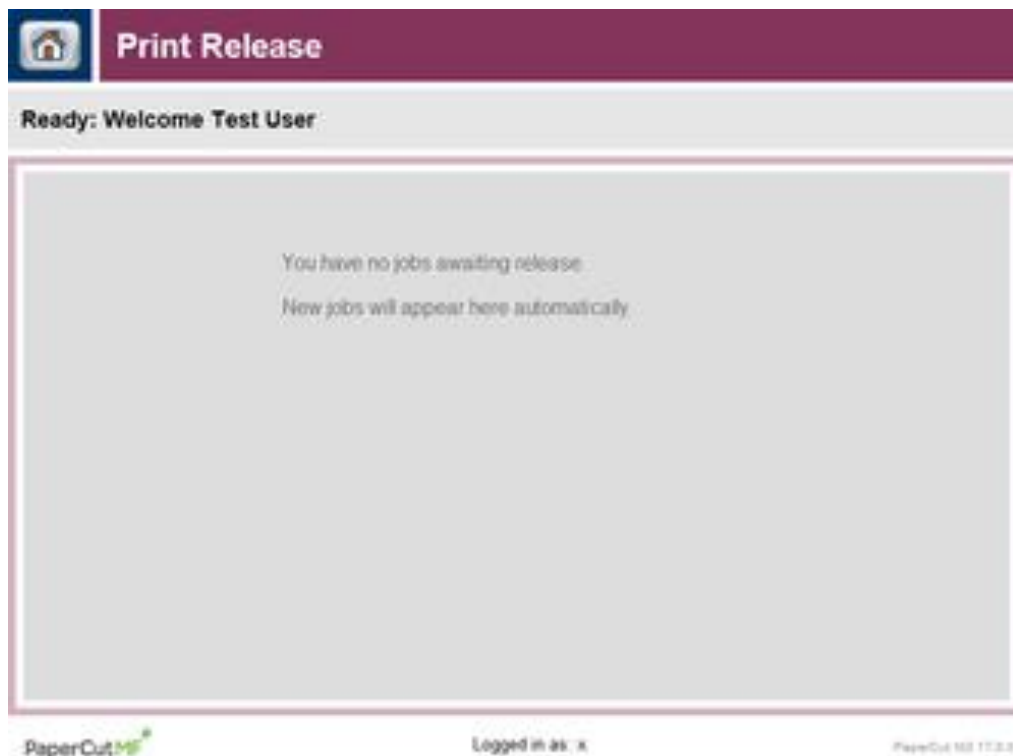 Print Release
Ready: Welcome Test User
You have no jobs awaiting release
New jobs will appear here automatically
PaperCut MF
Logged in as: x
PaperCut